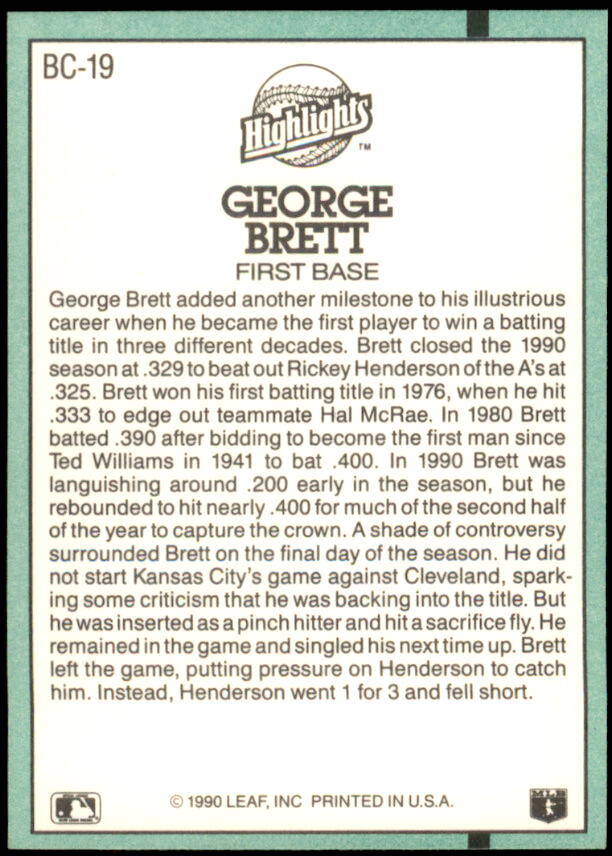 BC-19
Highlights™
GEORGE
BRETT
FIRST BASE
George Brett added another milestone to his illustrious
career when he became the first player to win a batting
title in three different decades. Brett closed the 1990
season at .329 to beat out Rickey Henderson of the A's at
.325. Brett won his first batting title in 1976, when he hit
.333 to edge out teammate Hal McRae. In 1980 Brett
batted .390 after bidding to become the first man since
Ted Williams in 1941 to bat .400. In 1990 Brett was
languishing around .200 early in the season, but he
rebounded to hit nearly .400 for much of the second half
of the year to capture the crown. A shade of controversy
surrounded Brett on the final day of the season. He did
not start Kansas City's game against Cleveland, spark-
ing some criticism that he was backing into the title. But
he was inserted as a pinch hitter and hit a sacrifice fly. He
remained in the game and singled his next time up. Brett
left the game, putting pressure on Henderson to catch
him. Instead, Henderson went 1 for 3 and fell short.
© 1990 LEAF, INC PRINTED IN U.S.A.
MLB